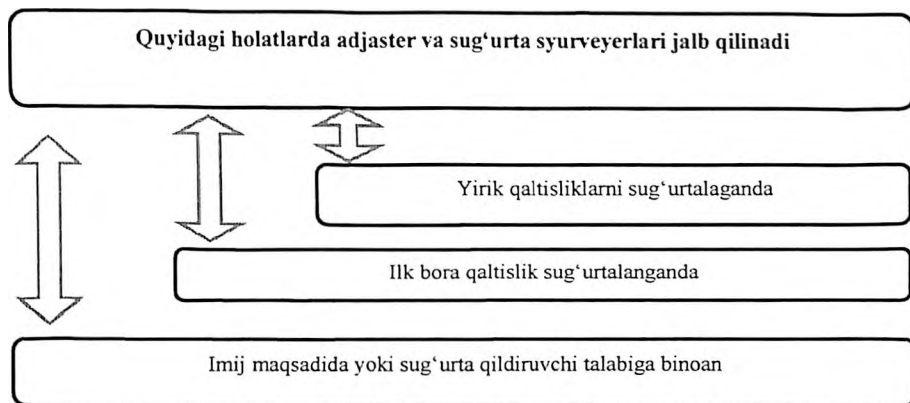 Quyidagi holatlarda adjaster va sug‘urta syurveyerlari jalb qilinadi
Yirik qaltisliklarni sug‘urtalaganda
Ilk bora qaltislik sug‘urtalanganda
Imij maqsadida yoki sug‘urta qildiruvchi talabiga binoan